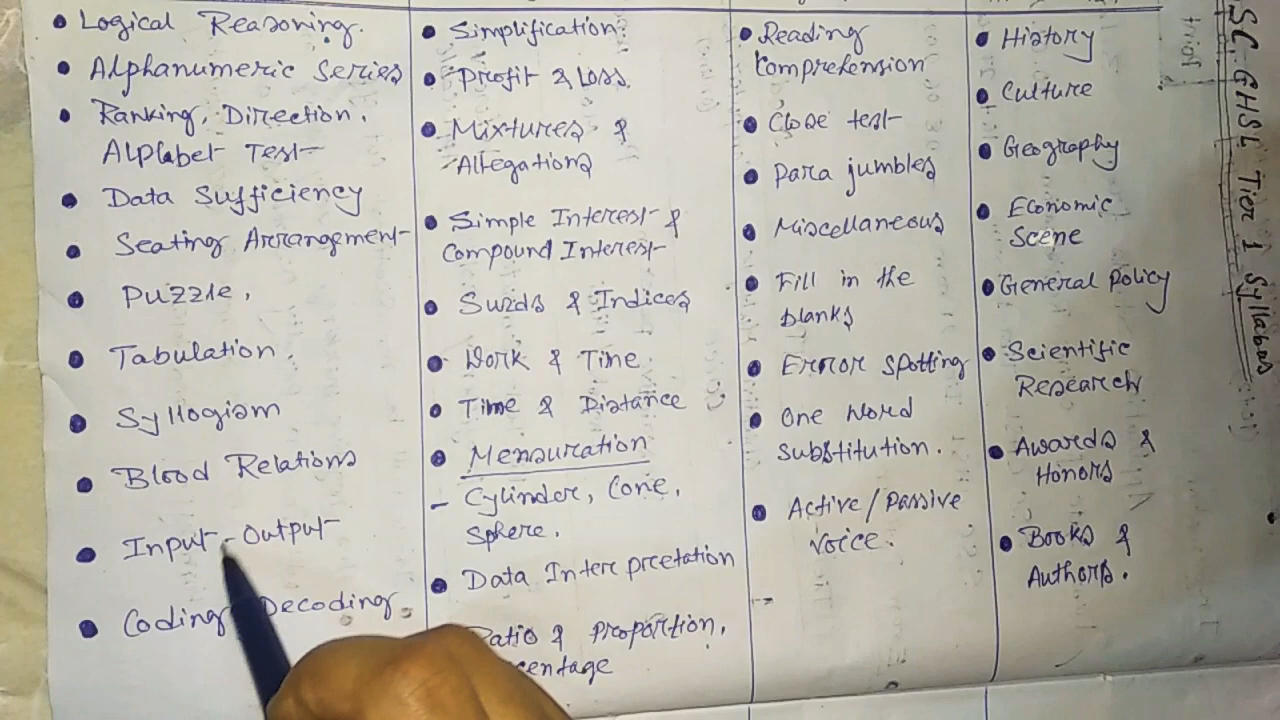 • Logical Reasoning.
• Alphanumeric Series
• Ranking, Direction,
Alphabet Test
• Data Sufficiency
• Seating Arrangement
• Puzzle.
• Tabulation.
• Syllogism
• Blood Relations
• Input-Output
• Coding Decoding.
• Simplification.
• Profit & Loss
• Mixtures &
Allegations
• Simple Interest &
Compound Interest
• Surds & Indices
• Work & Time
• Time & Distance
• Mensuration
- Cylinder, Cone,
Sphere.
• Data Interpretation
Ratio & Proportion,
centage
• Reading
Comprehension
• Close test
• Para jumbles
• Miscellaneous
• Fill in the
blanks
• Error Spotting
• One Word
substitution.
• Active/Passive
voice.
• History
• Culture
• Geography
• Economic
Scene
• General Policy
• Scientific
Research
• Awards &
Honors
• Books &
Authors.
SC CHSL Tier 1 Syllabus